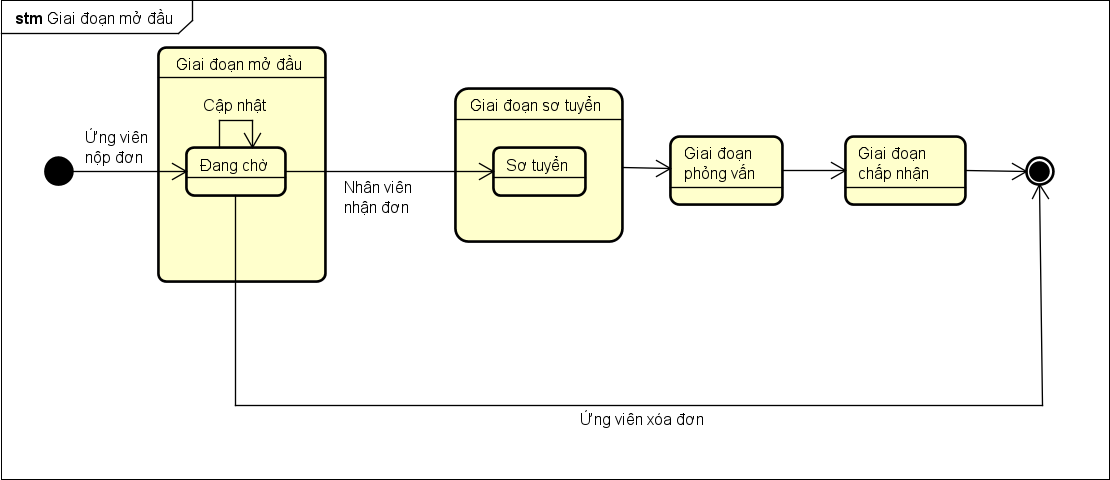 stm Giai đoạn mở đầu
Giai đoạn mở đầu
Cập nhật
Ứng viên
nộp đơn
Đang chờ
Nhân viên
nhận đơn
Giai đoạn sơ tuyển
Sơ tuyển
Giai đoạn
phỏng vấn
Giai đoạn
chấp nhận
Ứng viên xóa đơn